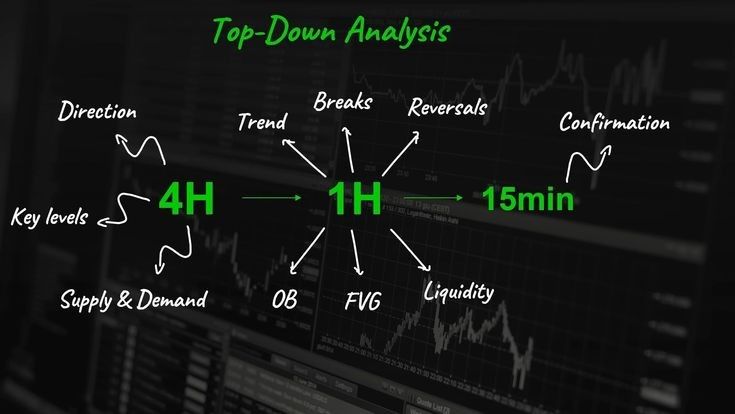 Top-Down Analysis
Direction
Trend
Breaks
Reversals
Confirmation
4H
1H
15min
Key levels
Supply & Demand
OB
FVG
Liquidity